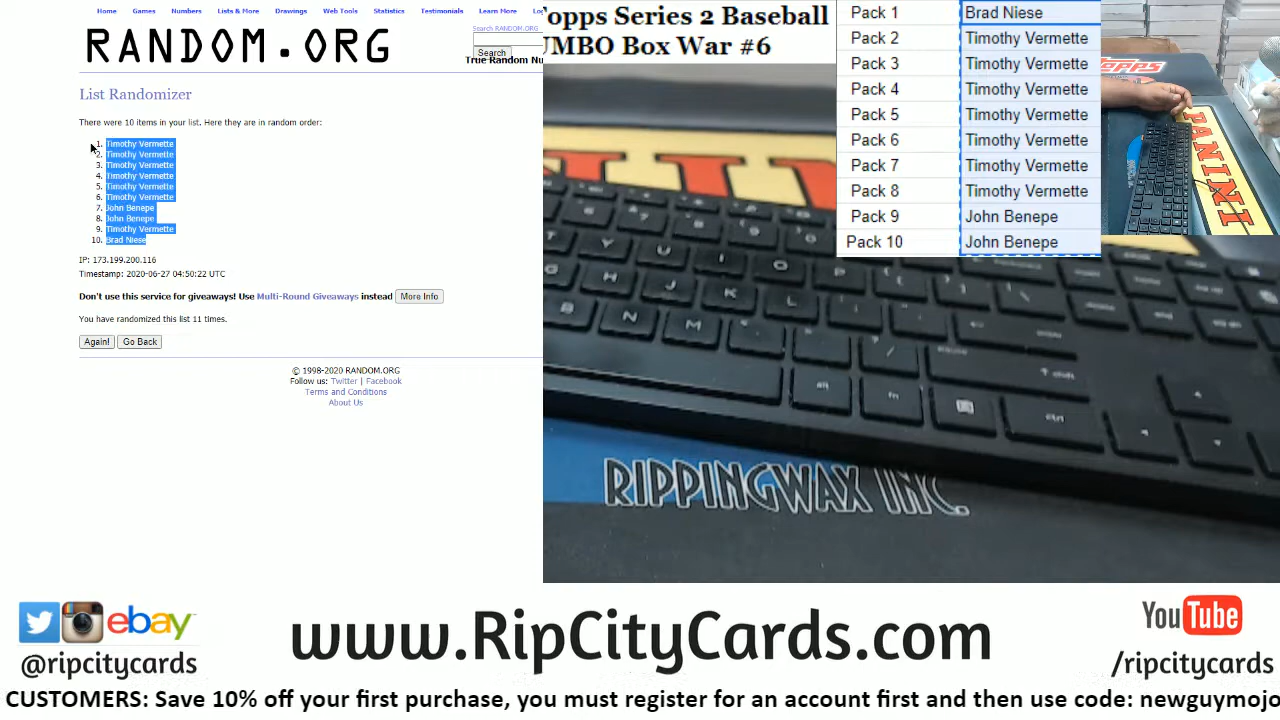 Home Games Numbers Lists & More Drawings Web Tools Statistics Testimonials Learn More Lo
RANDOM.ORG
Search RANDOM.ORG
Search
True Random Nu
List Randomizer
There were 10 items in your list. Here they are in random order:
1. Timothy Vermette
2. Timothy Vermette
3. Timothy Vermette
4. Timothy Vermette
5. Timothy Vermette
6. Timothy Vermette
7. John Benepe
8. John Benepe
9. Timothy Vermette
10. Brad Niese
IP: 173.199.200.116
Timestamp: 2020-06-27 04:50:22 UTC
Don't use this service for giveaways! Use Multi-Round Giveaways instead More Info
You have randomized this list 11 times.
Again! Go Back
© 1998-2020 RANDOM.ORG
Follow us: Twitter | Facebook
Terms and Conditions
About Us
opps Series 2 Baseball
UMBO Box War #6
Pack 1 Brad Niese
Pack 2 Timothy Vermette
Pack 3 Timothy Vermette
Pack 4 Timothy Vermette
Pack 5 Timothy Vermette
Pack 6 Timothy Vermette
Pack 7 Timothy Vermette
Pack 8 Timothy Vermette
Pack 9 John Benepe
Pack 10 John Benepe
PANINI
RIPPINGWAX INC.
ebay
@ripcitycards
www.RipCityCards.com
YouTube
/ripcitycards
CUSTOMERS: Save 10% off your first purchase, you must register for an account first and then use code: newguymojo